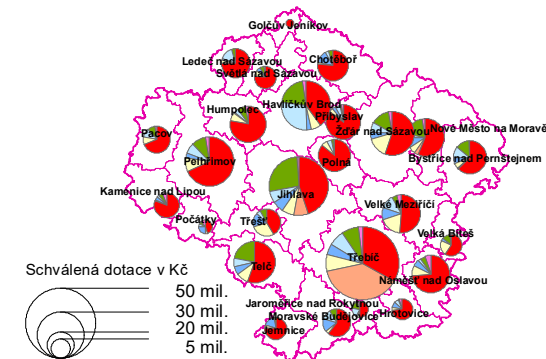 Golčův Jeníkov
Ledeč nad Sázavou
Světlá nad Sázavou
Chotěboř
Havlíčkův Brod
Přibyslav
Humpolec
Žďár nad Sázavou
Nové Město na Moravě
Pacov
Pelhřimov
Polná
Bystřice nad Pernštejnem
Kamenice nad Lipou
Jihlava
Velké Meziříčí
Počátky
Třešť
Velká Bíteš
Telč
Třebíč
Náměšť nad Oslavou
Jaroměřice nad Rokytnou
Moravské Budějovice
Hrotovice
Jemnice
Schválená dotace v Kč
50 mil.
30 mil.
20 mil.
5 mil.